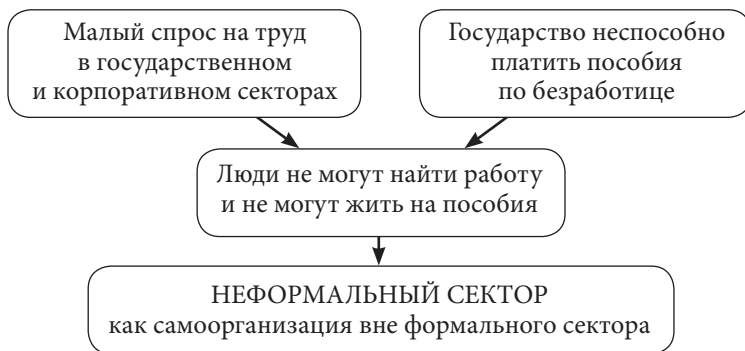 Малый спрос на труд
в государственном
и корпоративном секторах
Государство неспособно
платить пособия
по безработице
Люди не могут найти работу
и не могут жить на пособия
НЕФОРМАЛЬНЫЙ СЕКТОР
как самоорганизация вне формального сектора